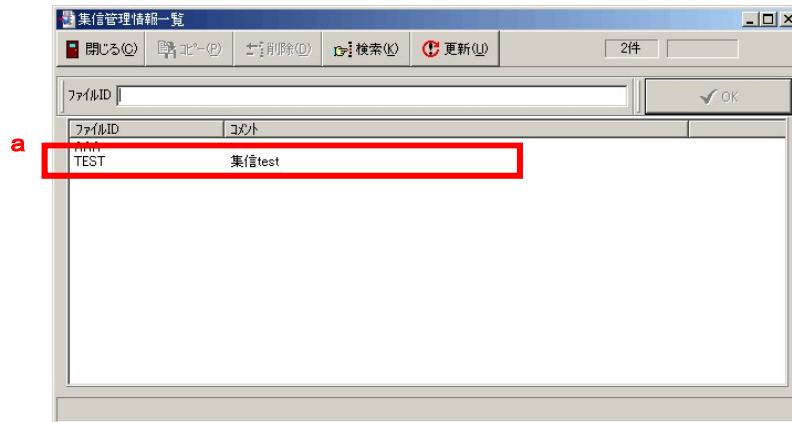 集信管理情報一覧
閉じる(C) コピー(P) 削除(D) 検索(K) 更新(U) 2件
ファイルID OK
ファイルID コメント
a
AAA
TEST 集信test